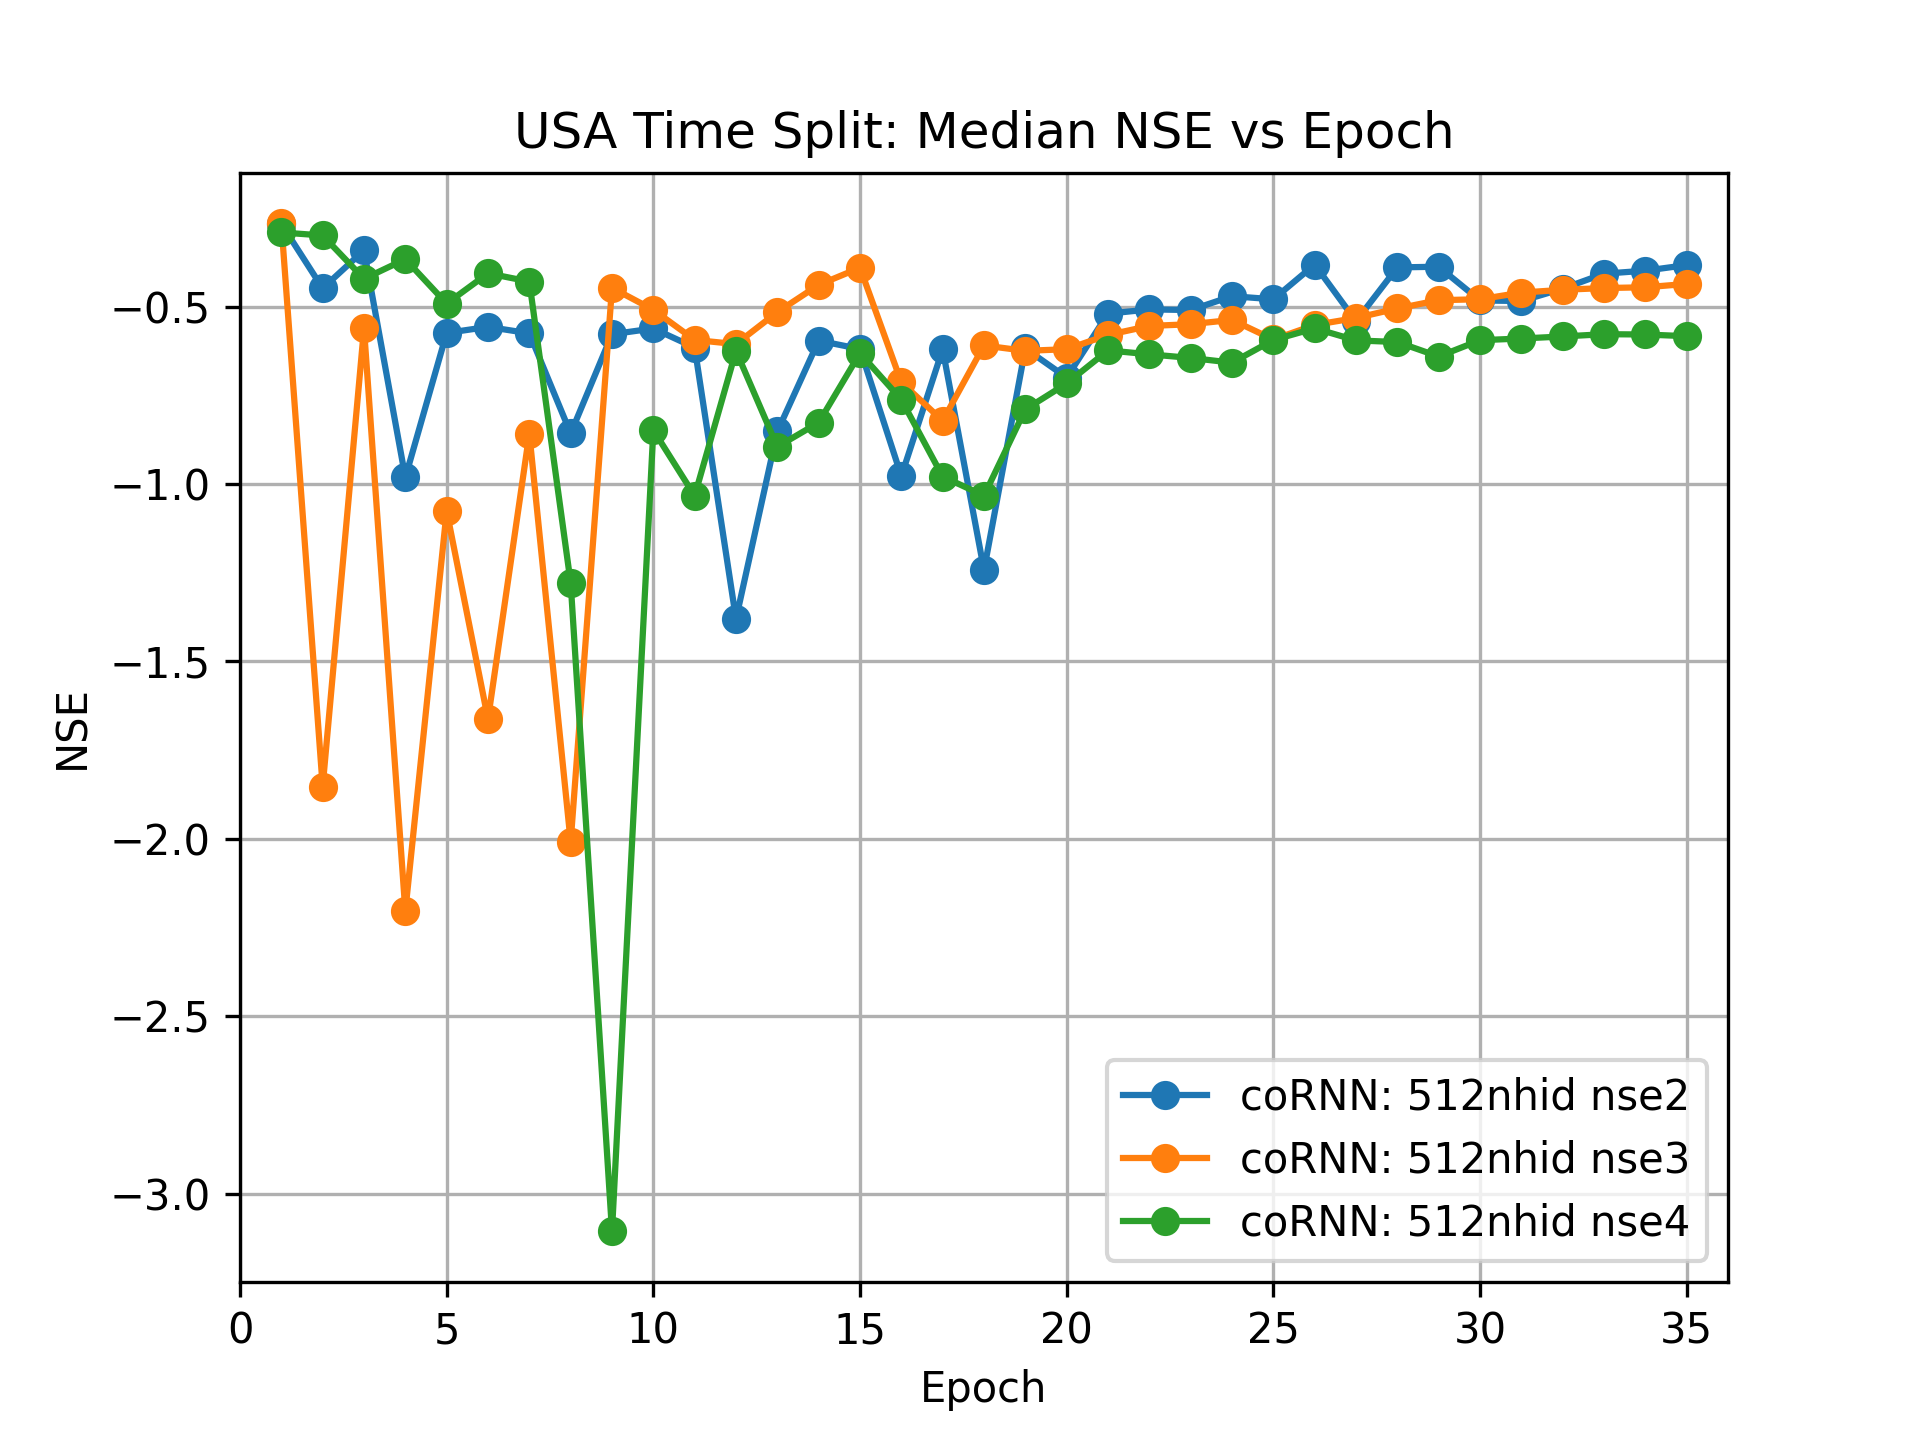 USA Time Split: Median NSE vs Epoch
NSE
−0.5
−1.0
−1.5
−2.0
−2.5
−3.0
0 5 10 15 20 25 30 35
Epoch
coRNN: 512nhid nse2
coRNN: 512nhid nse3
coRNN: 512nhid nse4